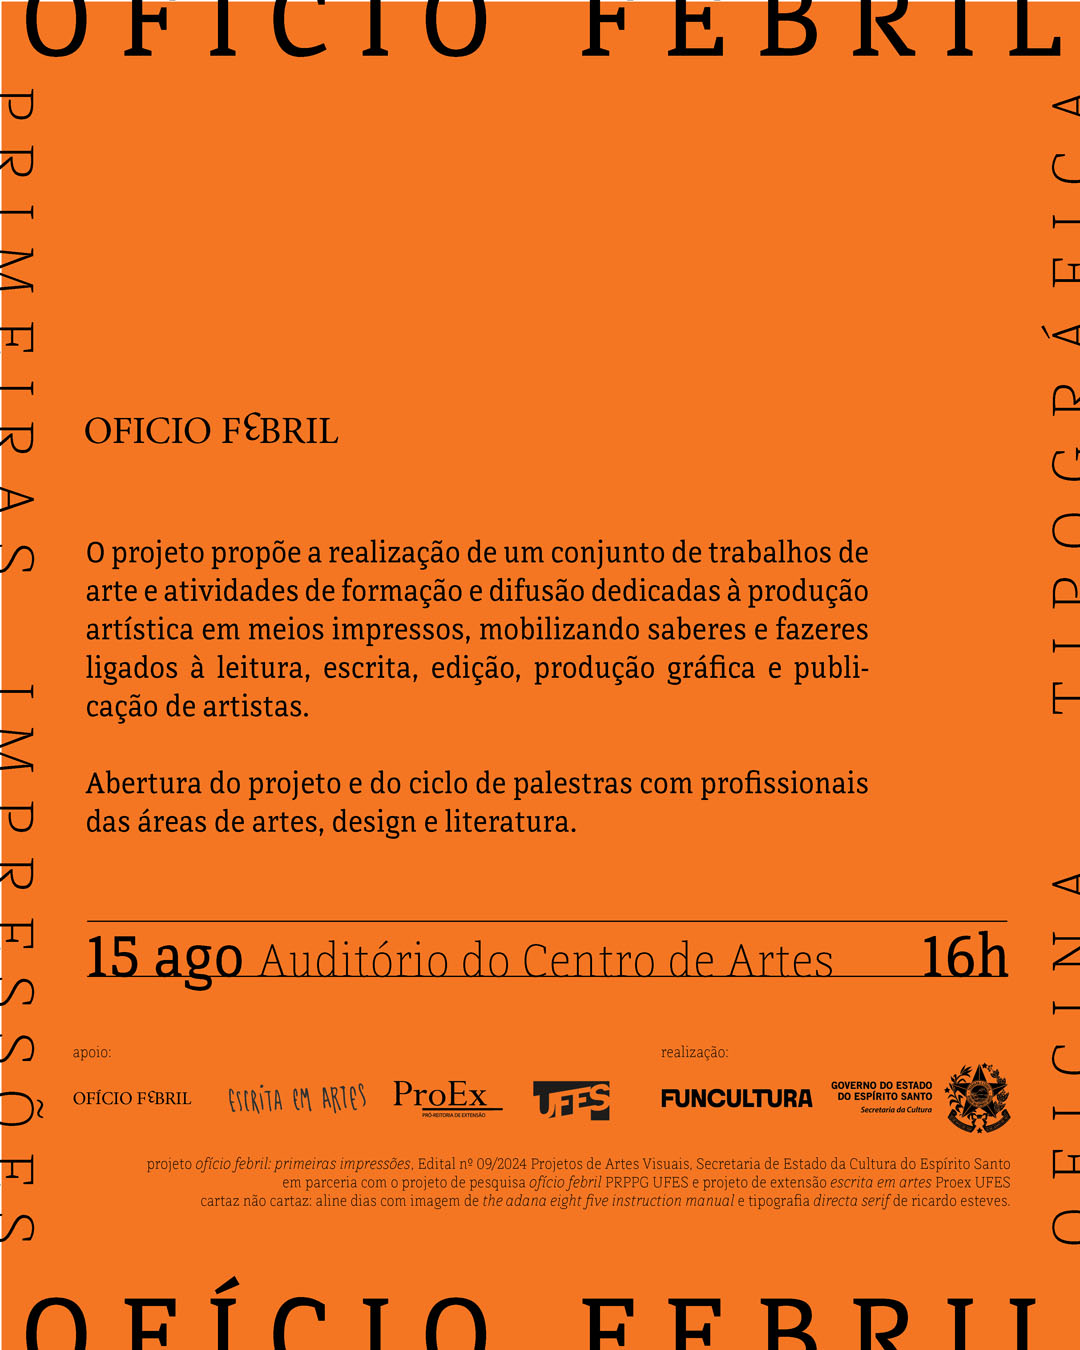 OFÍCIO FEBRIL
PRIMEIRAS IMPRESSÕES
OFICINA TIPOGRÁFICA
OFICIO FEBRIL
O projeto propõe a realização de um conjunto de trabalhos de
arte e atividades de formação e difusão dedicadas à produção
artística em meios impressos, mobilizando saberes e fazeres
ligados à leitura, escrita, edição, produção gráfica e publi-
cação de artistas.
Abertura do projeto e do ciclo de palestras com profissionais
das áreas de artes, design e literatura.
15 ago Auditório do Centro de Artes 16h
apoio:
realização:
OFÍCIO FEBRIL
ESCRITA EM ARTES
ProEx
PRÓ-REITORIA DE EXTENSÃO
UFES
FUNCULTURA
GOVERNO DO ESTADO
DO ESPÍRITO SANTO
Secretaria da Cultura
projeto ofício febril: primeiras impressões, Edital nº 09/2024 Projetos de Artes Visuais, Secretaria de Estado da Cultura do Espírito Santo
em parceria com o projeto de pesquisa ofício febril PRPPG UFES e projeto de extensão escrita em artes Proex UFES
cartaz não cartaz: aline dias com imagem de the adana eight five instruction manual e tipografia directa serif de ricardo esteves.
OFÍCIO FEBRIL